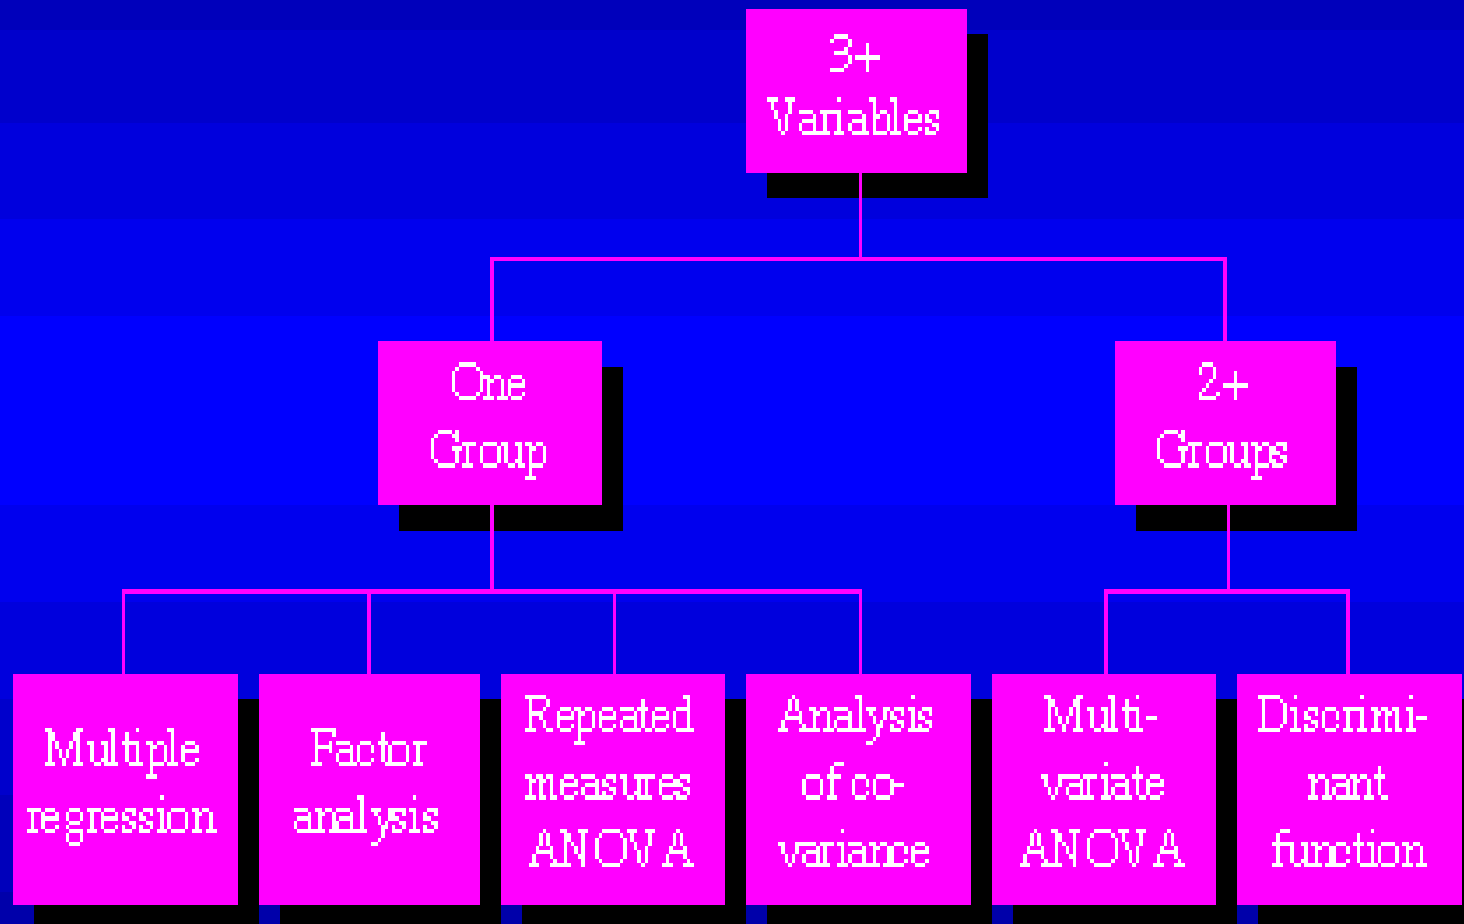 3+
Variables
One
Group
2+
Groups
Multiple
regression
Factor
analysis
Repeated
measures
ANOVA
Analysis
of co-
variance
Multi-
variate
ANOVA
Discrimi-
nant
function